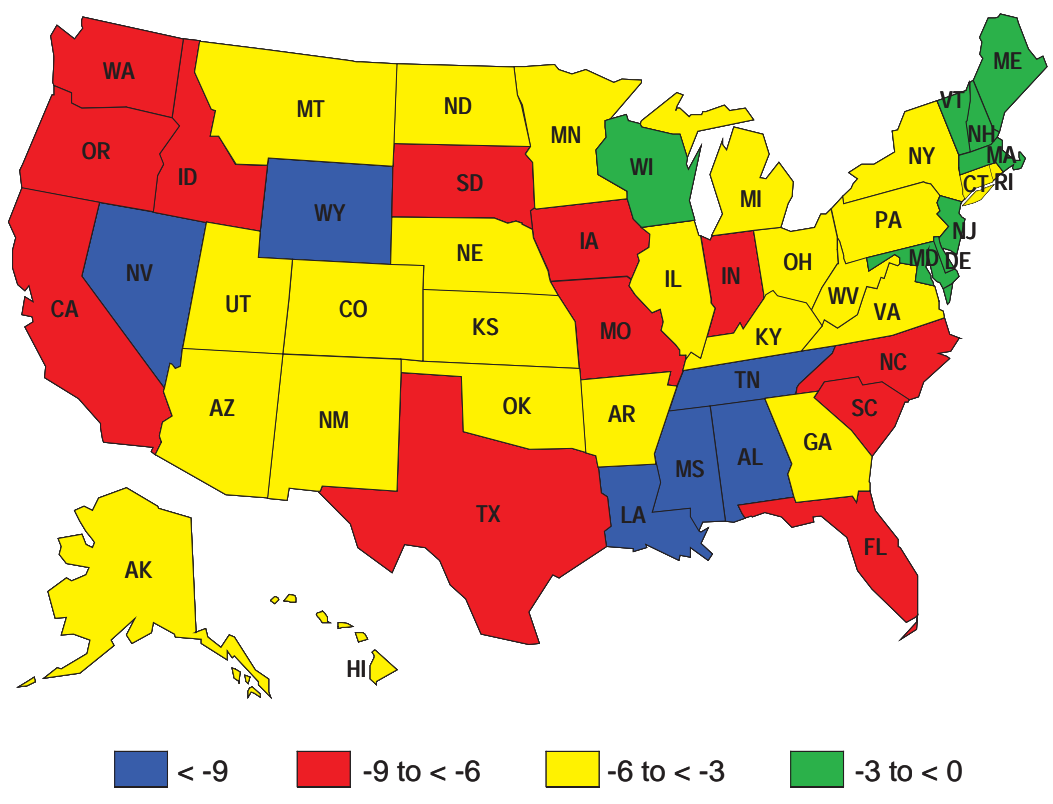 ME
WA
VT
MT
ND
NH
MN
OR
MA
NY
WI
ID
SD
CT
RI
MI
WY
PA
NJ
IA
NE
MD
DE
OH
NV
IL
IN
WV
UT
CO
VA
CA
KS
MO
KY
NC
TN
AZ
OK
SC
NM
AR
GA
AL
MS
TX
LA
FL
AK
HI
< -9
-9 to < -6
-6 to < -3
-3 to < 0